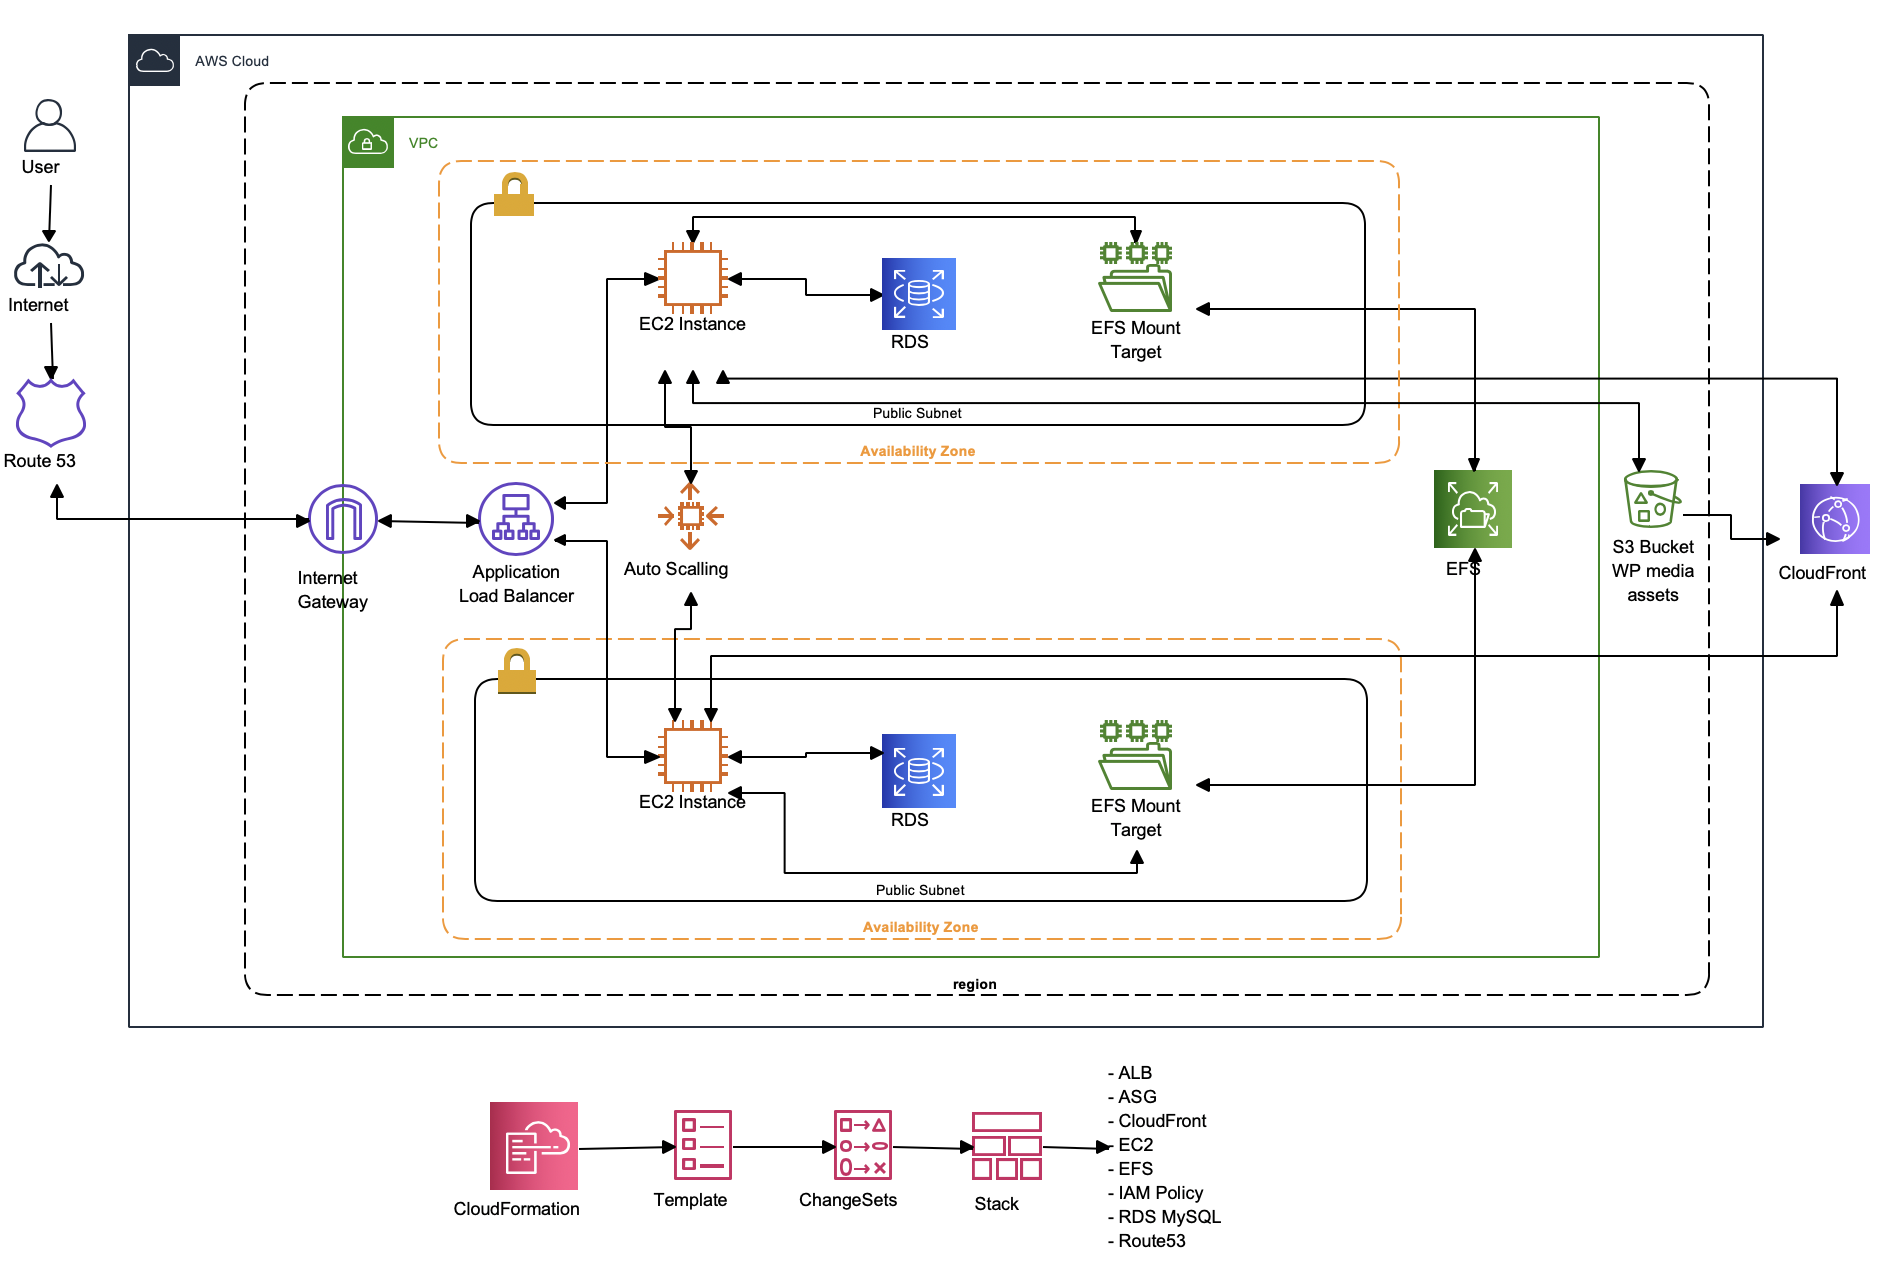 AWS Cloud
User
VPC
Internet
EC2 Instance
RDS
EFS Mount
Target
Public Subnet
Availability Zone
Route 53
Internet
Gateway
Application
Load Balancer
Auto Scalling
EFS
S3 Bucket
WP media
assets
CloudFront
EC2 Instance
RDS
EFS Mount
Target
Public Subnet
Availability Zone
region
CloudFormation
Template
ChangeSets
Stack
- ALB
- ASG
- CloudFront
- EC2
- EFS
- IAM Policy
- RDS MySQL
- Route53